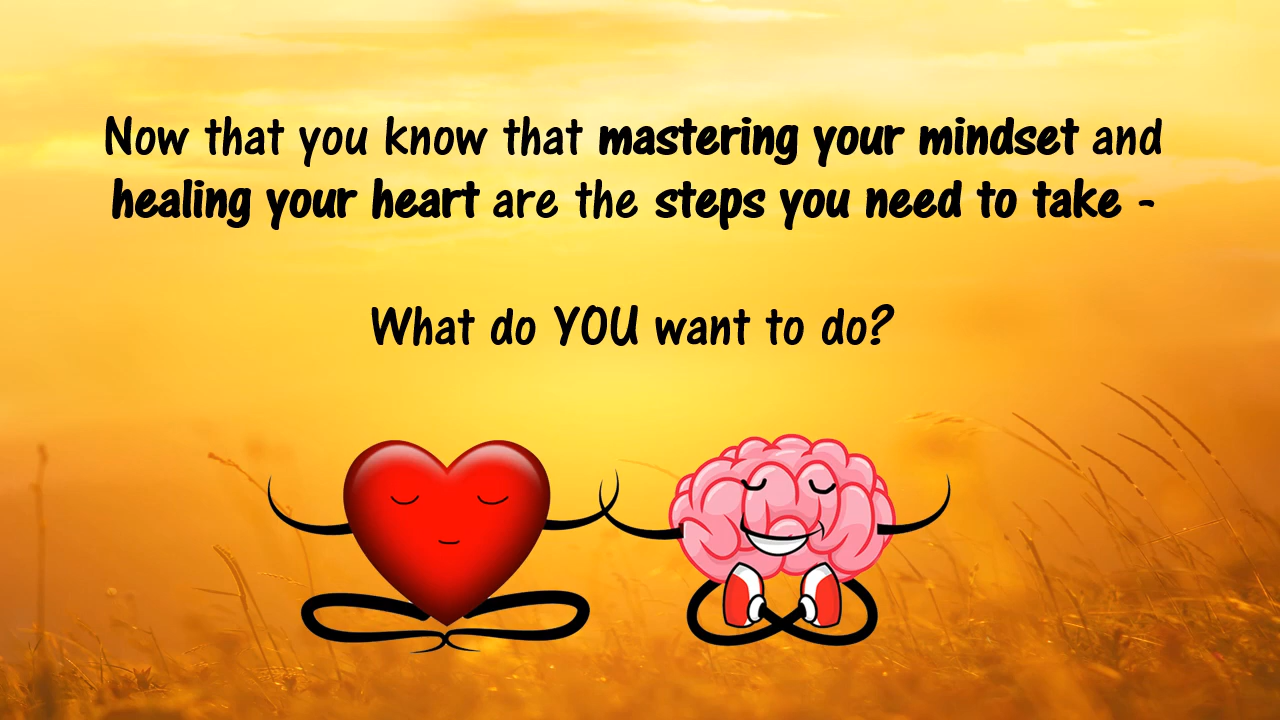 Now that you know that mastering your mindset and
healing your heart are the steps you need to take -
What do YOU want to do?